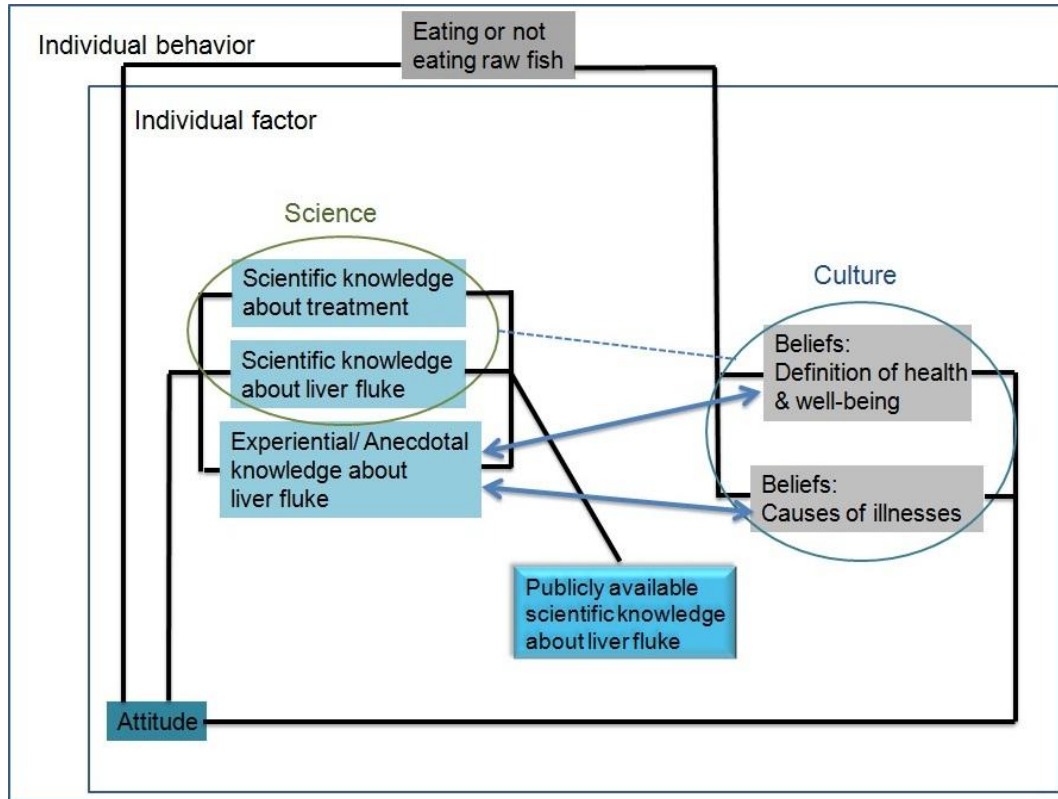 Individual behavior
Eating or not
eating raw fish
Individual factor
Science
Scientific knowledge
about treatment
Scientific knowledge
about liver fluke
Experiential/ Anecdotal
knowledge about
liver fluke
Culture
Beliefs:
Definition of health
& well-being
Beliefs:
Causes of illnesses
Publicly available
scientific knowledge
about liver fluke
Attitude